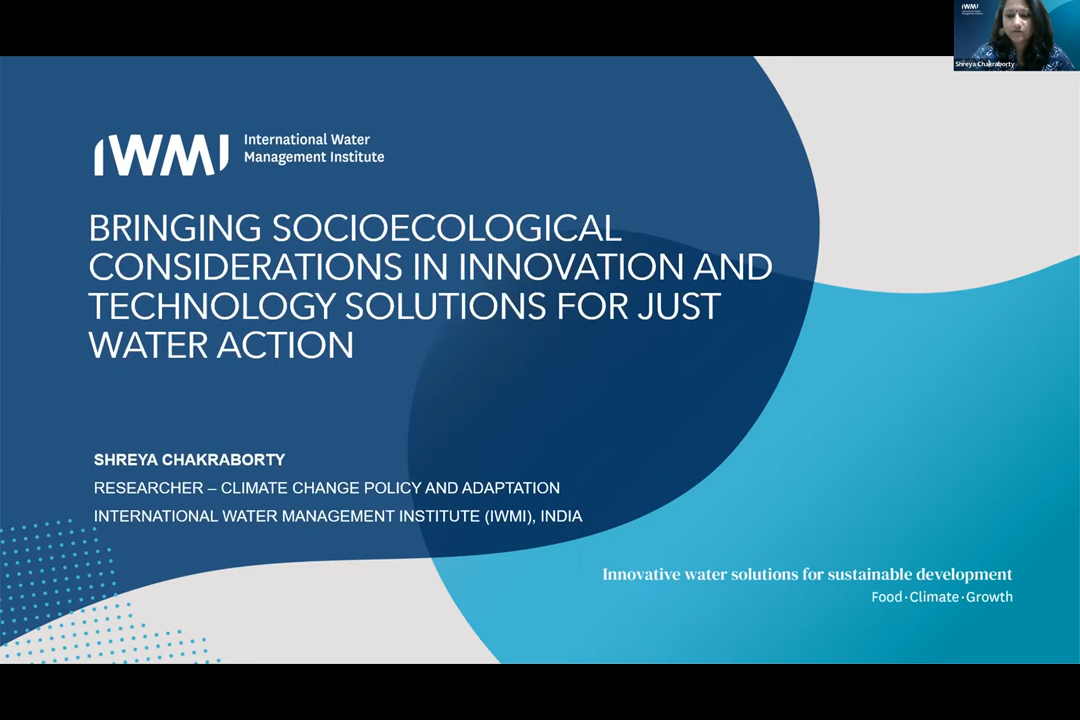 IWMI
Shreya Chakraborty
IWMI International Water
Management Institute
BRINGING SOCIOECOLOGICAL
CONSIDERATIONS IN INNOVATION AND
TECHNOLOGY SOLUTIONS FOR JUST
WATER ACTION
SHREYA CHAKRABORTY
RESEARCHER – CLIMATE CHANGE POLICY AND ADAPTATION
INTERNATIONAL WATER MANAGEMENT INSTITUTE (IWMI), INDIA
Innovative water solutions for sustainable development
Food·Climate·Growth